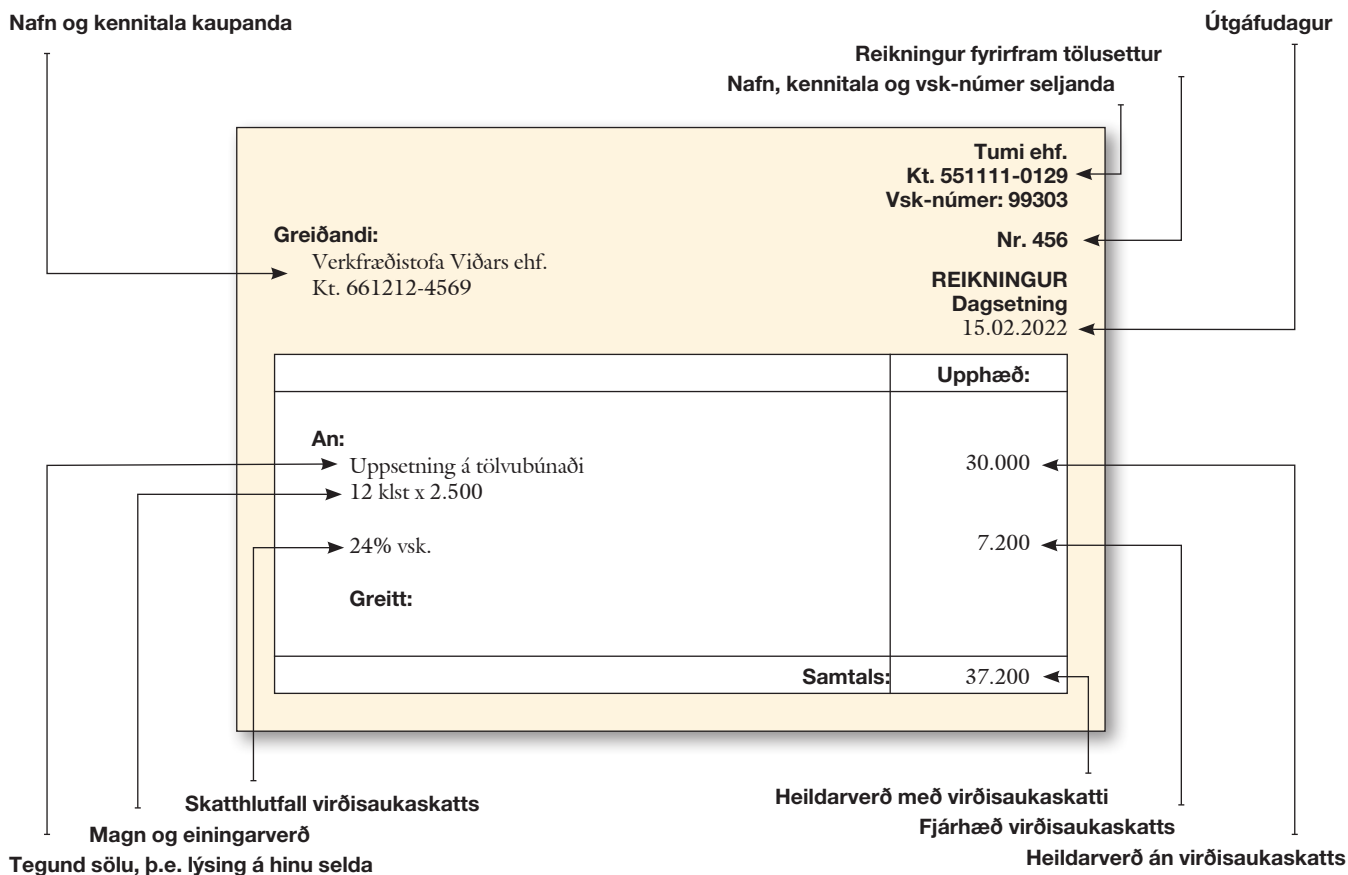 Nafn og kennitala kaupanda
Útgáfudagur
Reikningur fyrirfram tölusettur
Nafn, kennitala og vsk-númer seljanda
Tumi ehf.
Kt. 551111-0129
Vsk-númer: 99303
Greiðandi:
Nr. 456
Verkfræðistofa Viðars ehf.
Kt. 661212-4569
REIKNINGUR
Dagsetning
15.02.2022
Upphæð:
An:
Uppsetning á tölvubúnaði 30.000
12 klst x 2.500
24% vsk. 7.200
Greitt:
Samtals: 37.200
Skatthlutfall virðisaukaskatts
Heildarverð með virðisaukaskatti
Magn og einingarverð
Fjárhæð virðisaukaskatts
Tegund sölu, þ.e. lýsing á hinu selda
Heildarverð án virðisaukaskatts